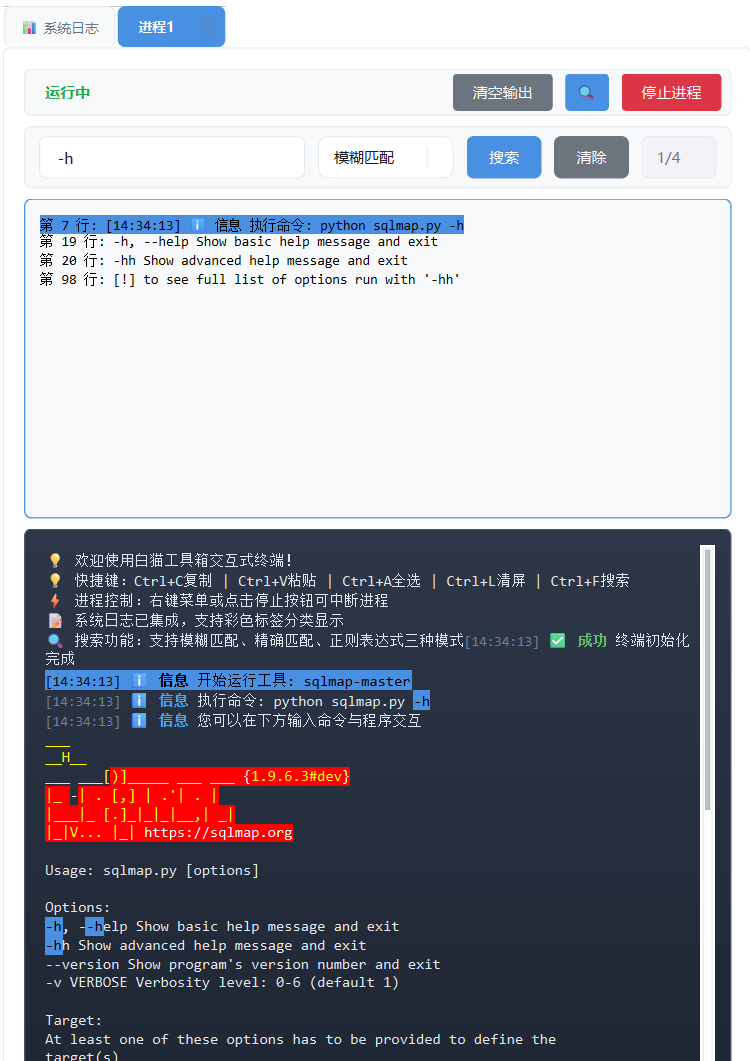 系统日志 进程1
运行中 清空输出 停止进程
-h 模糊匹配 搜索 清除 1/4
第 7 行: [14:34:13] ℹ️ 信息 执行命令: python sqlmap.py -h
第 19 行: -h, --help Show basic help message and exit
第 20 行: -hh Show advanced help message and exit
第 98 行: [!] to see full list of options run with '-hh'
欢迎使用白猫工具箱交互式终端!
快捷键: Ctrl+C复制 | Ctrl+V粘贴 | Ctrl+A全选 | Ctrl+L清屏 | Ctrl+F搜索
进程控制: 右键菜单或点击停止按钮可中断进程
系统日志已集成，支持彩色标签分类显示
搜索功能: 支持模糊匹配、精确匹配、正则表达式三种模式[14:34:13] ✅ 成功 终端初始化
完成
[14:34:13] ℹ️ 信息 开始运行工具: sqlmap-master
[14:34:13] ℹ️ 信息 执行命令: python sqlmap.py -h
[14:34:13] ℹ️ 信息 您可以在下方输入命令与程序交互
___
__H__
___ ___[)]_____ ___ ___ {1.9.6.3#dev}
|_ -| . [,] | .'| . |
|___|_ [.]_|_|_|__,| _|
|_|V... |_| https://sqlmap.org
Usage: sqlmap.py [options]
Options:
-h, --help Show basic help message and exit
-hh Show advanced help message and exit
--version Show program's version number and exit
-v VERBOSE Verbosity level: 0-6 (default 1)
Target:
At least one of these options has to be provided to define the
target(s)